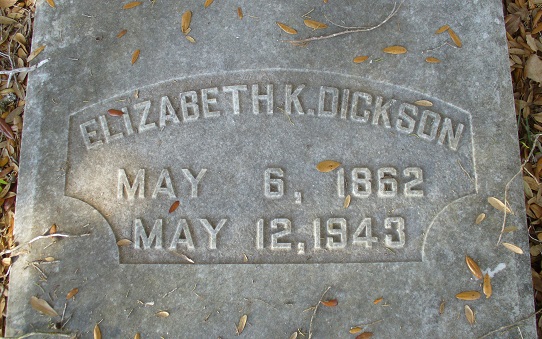 ELIZABETH K. DICKSON
MAY 6, 1862
MAY 12, 1943